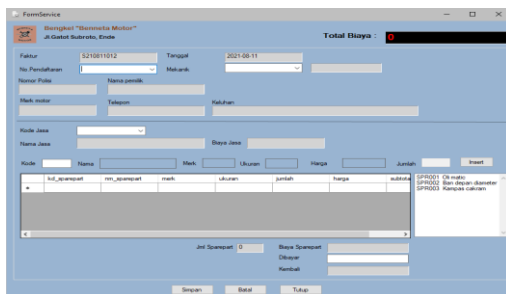 FormService
Bengkel "Benneta Motor"
Jl.Gatot Subroto, Ende
Total Biaya : 0
Faktur S210811012 Tanggal 2021-08-11
No.Pendaftaran Mekanik
Nomor Polisi Nama pemilik
Merk motor Telepon Keluhan
Kode Jasa
Nama Jasa Biaya Jasa
Kode Nama Merk Ukuran Harga Jumlah Insert
kd_sparepart nm_sparepart merk ukuran jumlah harga subtota
SPR001 Oli matic
SPR002 Ban depan diameter
SPR003 Kampas cakram
Jml Sparepart 0 Biaya Sparepart
Dibayar
Kembali
Simpan Batal Tutup